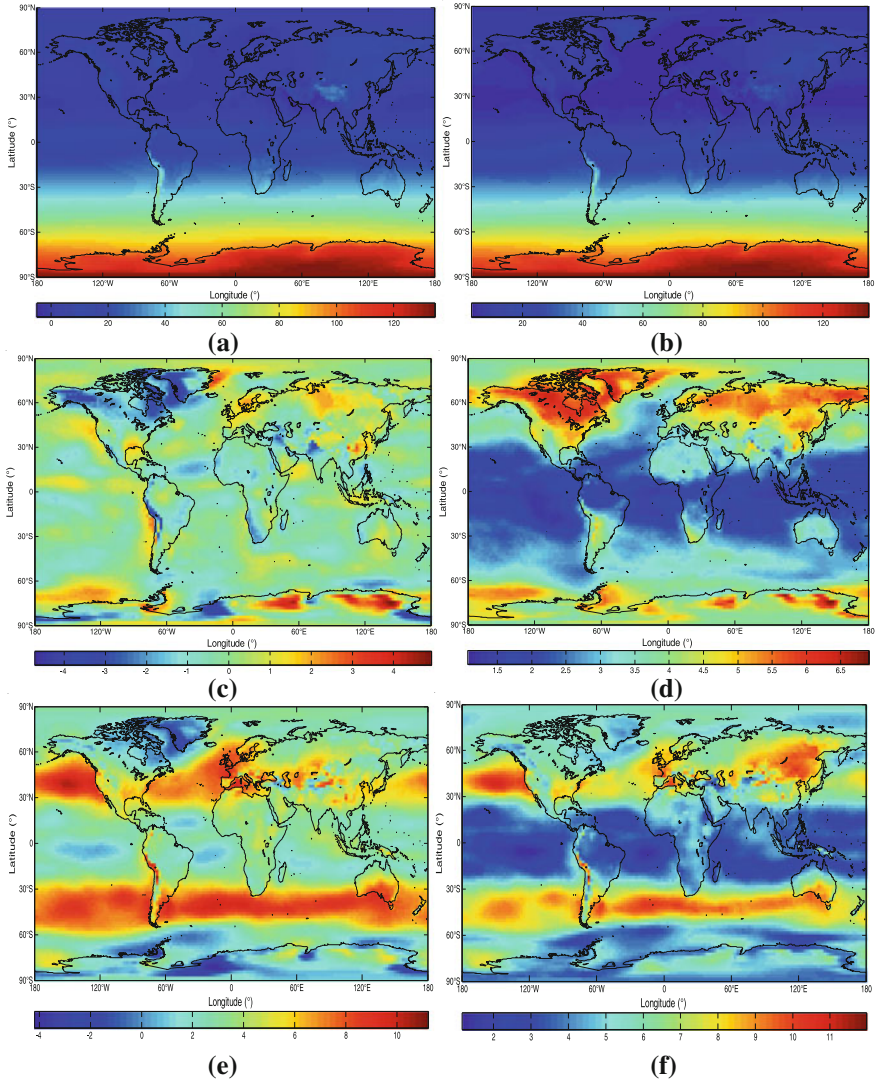 90°N 90°N
60°N 60°N
30°N 30°N
0 0
30°S 30°S
60°S 60°S
90°S 90°S
Latitude (°) Latitude (°)
180 120°W 60°W 0 60°E 120°E 180 180 120°W 60°W 0 60°E 120°E 180
Longitude (°) Longitude (°)
0 20 40 60 80 100 120 20 40 60 80 100 120
(a) (b)
90°N 90°N
60°N 60°N
30°N 30°N
0 0
30°S 30°S
60°S 60°S
90°S 90°S
Latitude (°) Latitude (°)
180 120°W 60°W 0 60°E 120°E 180 180 120°W 60°W 0 60°E 120°E 180
Longitude (°) Longitude (°)
-4 -3 -2 -1 0 1 2 3 4 1.5 2 2.5 3 3.5 4 4.5 5 5.5 6 6.5
(c) (d)
90°N 90°N
60°N 60°N
30°N 30°N
0 0
30°S 30°S
60°S 60°S
90°S 90°S
Latitude (°) Latitude (°)
180 120°W 60°W 0 60°E 120°E 180 180 120°W 60°W 0 60°E 120°E 180
Longitude (°) Longitude (°)
-4 -2 0 2 4 6 8 10 2 3 4 5 6 7 8 9 10 11
(e) (f)